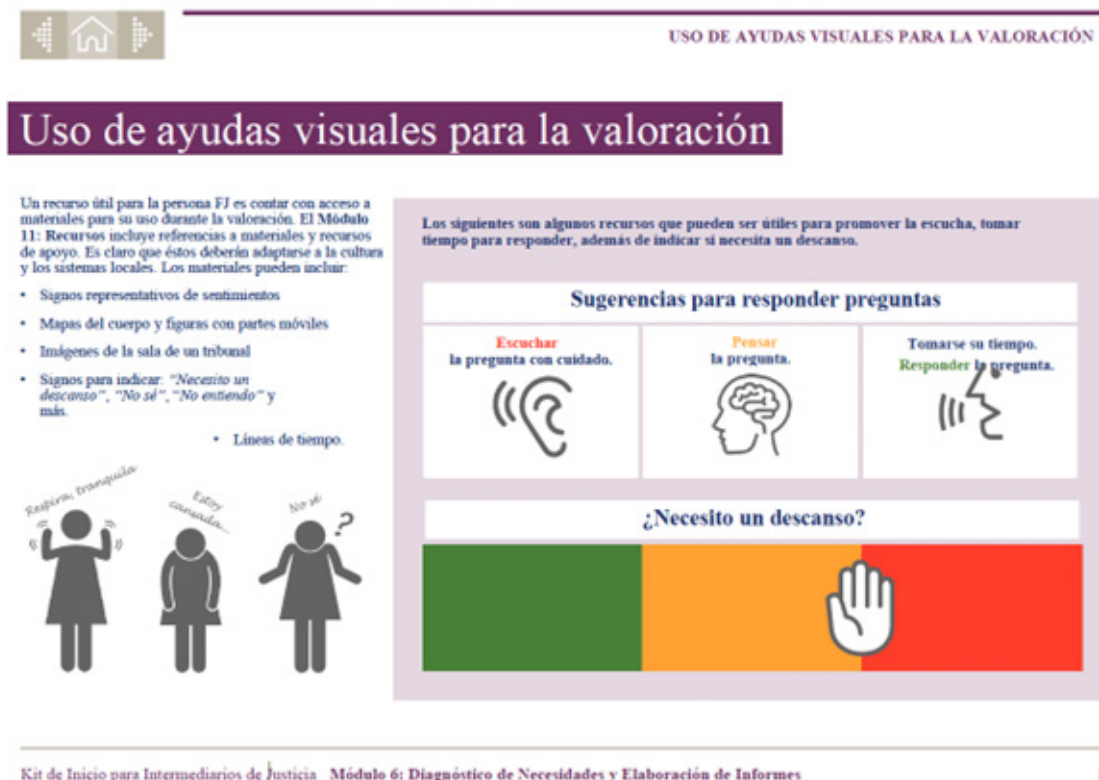 USO DE AYUDAS VISUALES PARA LA VALORACIÓN
Uso de ayudas visuales para la valoración
Un recurso útil para la persona FJ es contar con acceso a
materiales para su uso durante la valoración. El Módulo
11: Recursos incluye referencias a materiales y recursos
de apoyo. Es claro que éstos deberán adaptarse a la cultura
y los sistemas locales. Los materiales pueden incluir:
• Signos representativos de sentimientos
• Mapas del cuerpo y figuras con partes móviles
• Imágenes de la sala de un tribunal
• Signos para indicar: "Necesito un
descanso", "No sé", "No entiendo" y
más.
• Líneas de tiempo.
Respira, tranquila
Estoy
cansada...
No sé
?
Los siguientes son algunos recursos que pueden ser útiles para promover la escucha, tomar
tiempo para responder, además de indicar si necesita un descanso.
Sugerencias para responder preguntas
Escuchar
la pregunta con cuidado.
Pensar
la pregunta.
Tomarse su tiempo.
Responder la pregunta.
¿Necesito un descanso?
Kit de Inicio para Intermediarios de Justicia Módulo 6: Diagnóstico de Necesidades y Elaboración de Informes